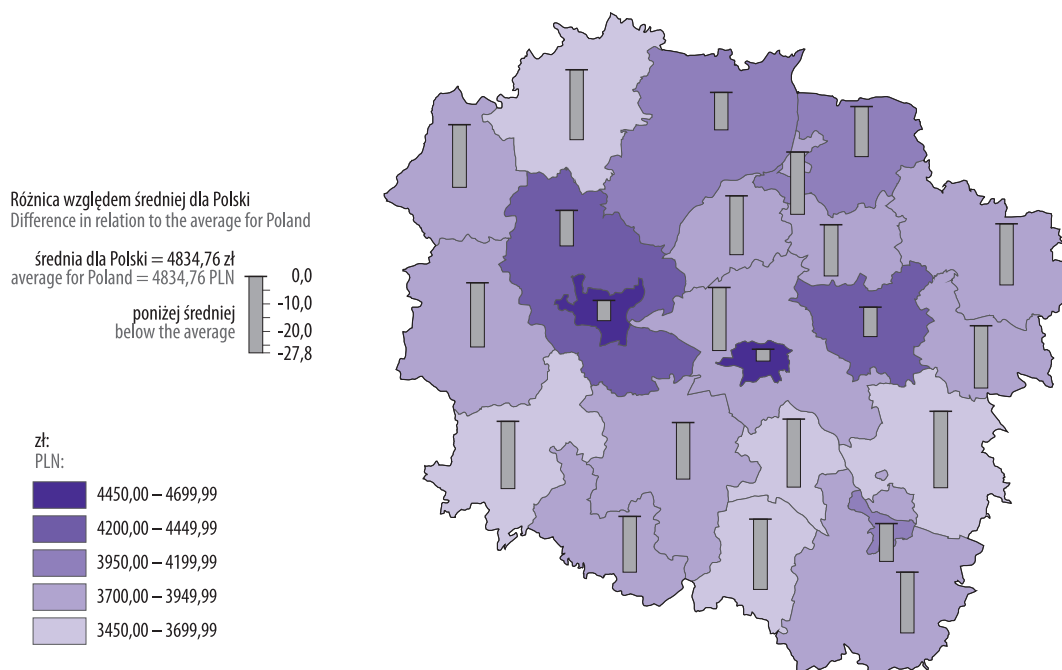 Różnica względem średniej dla Polski
Difference in relation to the average for Poland
średnia dla Polski = 4834,76 zł
average for Poland = 4834,76 PLN
poniżej średniej
below the average
0,0
-10,0
-20,0
-27,8
zł:
PLN:
4450,00 – 4699,99
4200,00 – 4449,99
3950,00 – 4199,99
3700,00 – 3949,99
3450,00 – 3699,99